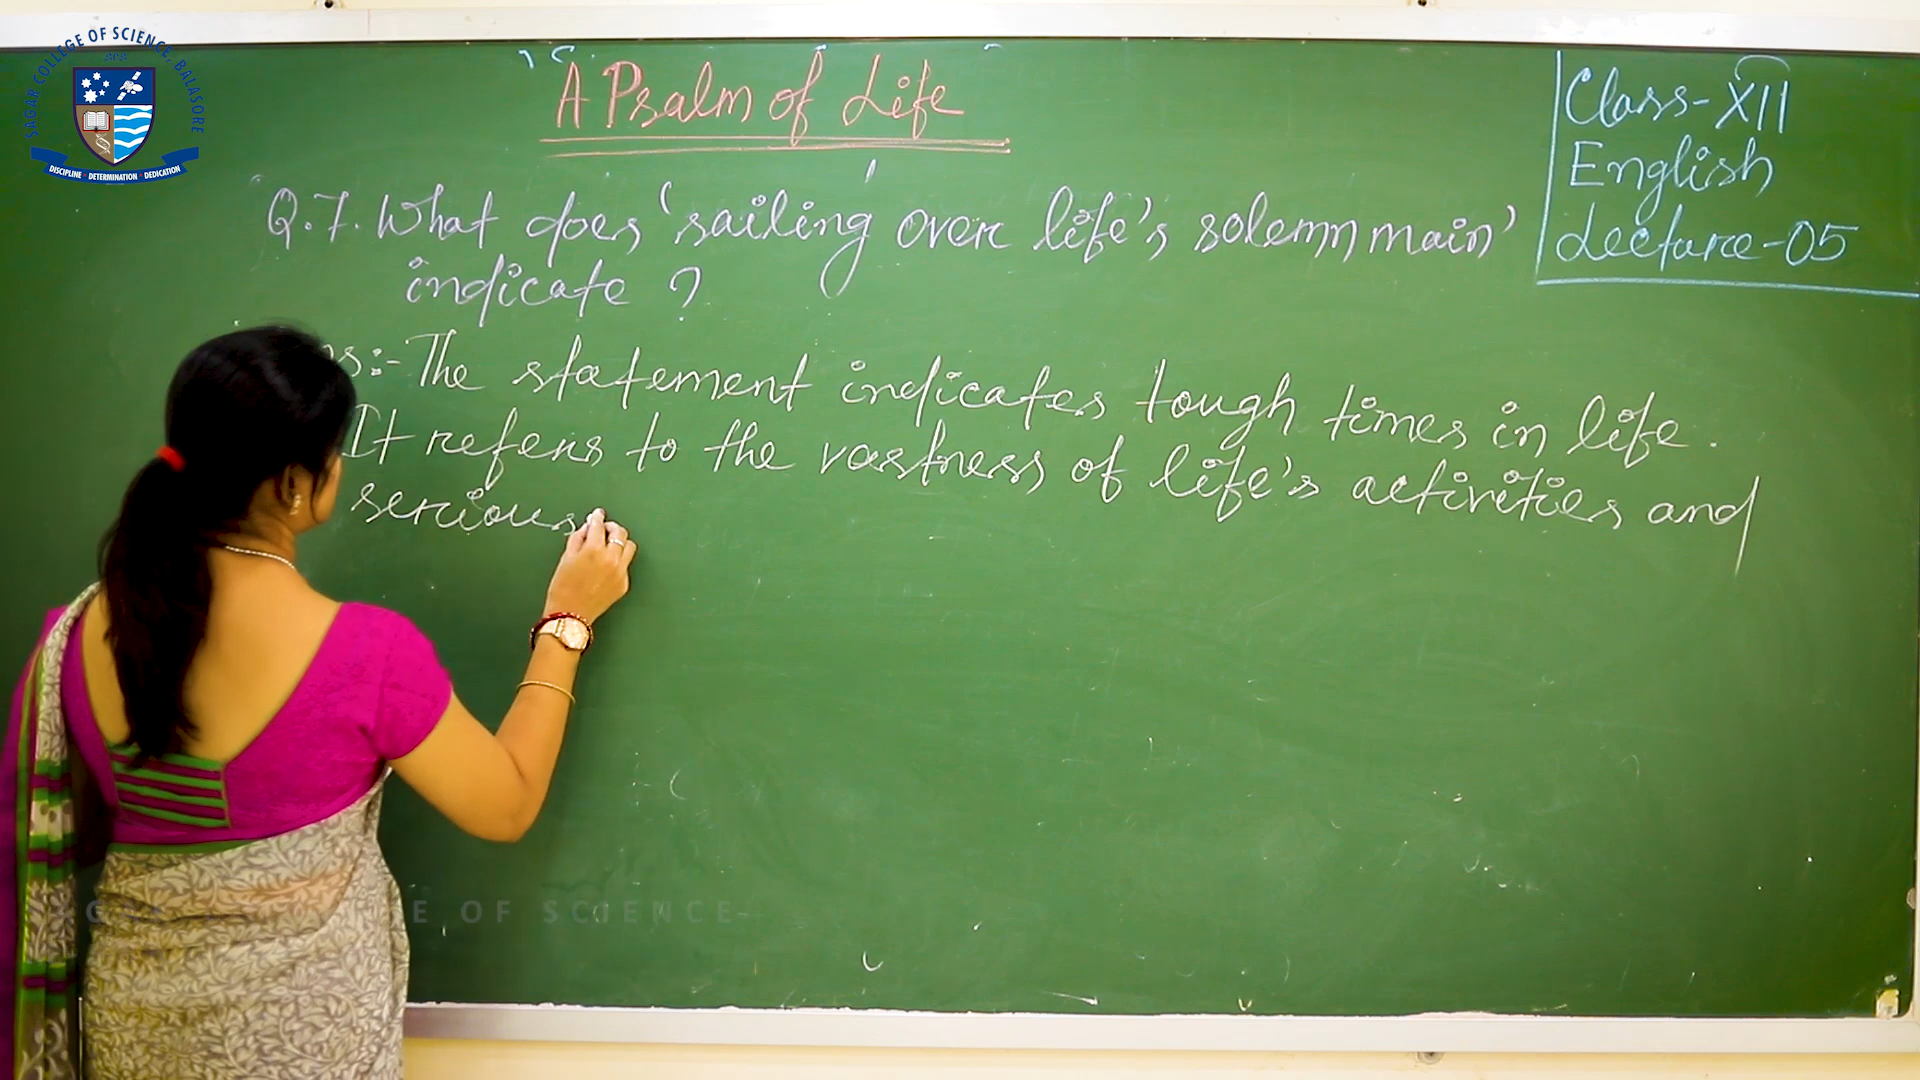 SAGAR COLLEGE OF SCIENCE, BALASORE
DISCIPLINE - DETERMINATION - DEDICATION
A Psalm of Life
Class-XII
English
Lecture-05
Q.7. What does 'sailing over life's solemn main'
indicate ?
ns:- The statement indicates tough times in life.
It refers to the vastness of life's activities and
serious
E OF SCIENCE